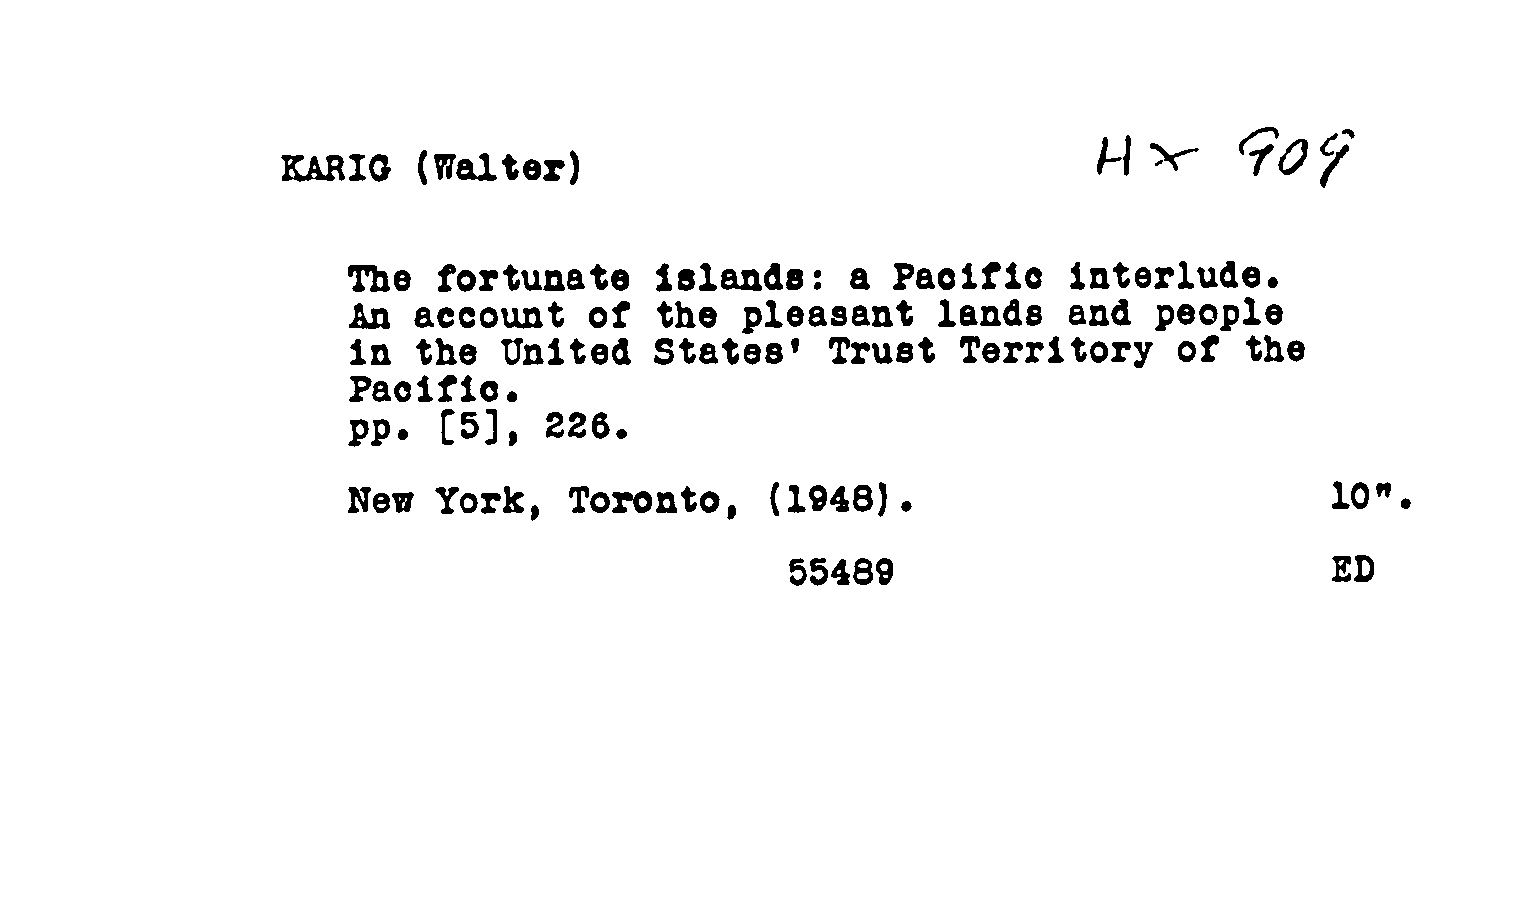 KARIG (Walter) Hx 909
The fortunate islands: a Pacific interlude.
An account of the pleasant lands and people
in the United States' Trust Territory of the
Pacific.
pp. [5], 226.
New York, Toronto, (1948). 10".
55489 ED